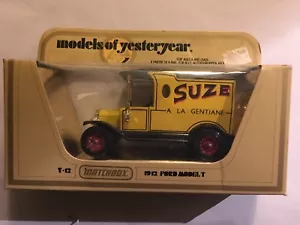 models of yesteryear
SUZE
A LA GENTIANE
Y-12
MATCHBOX
1912 FORD MODEL T